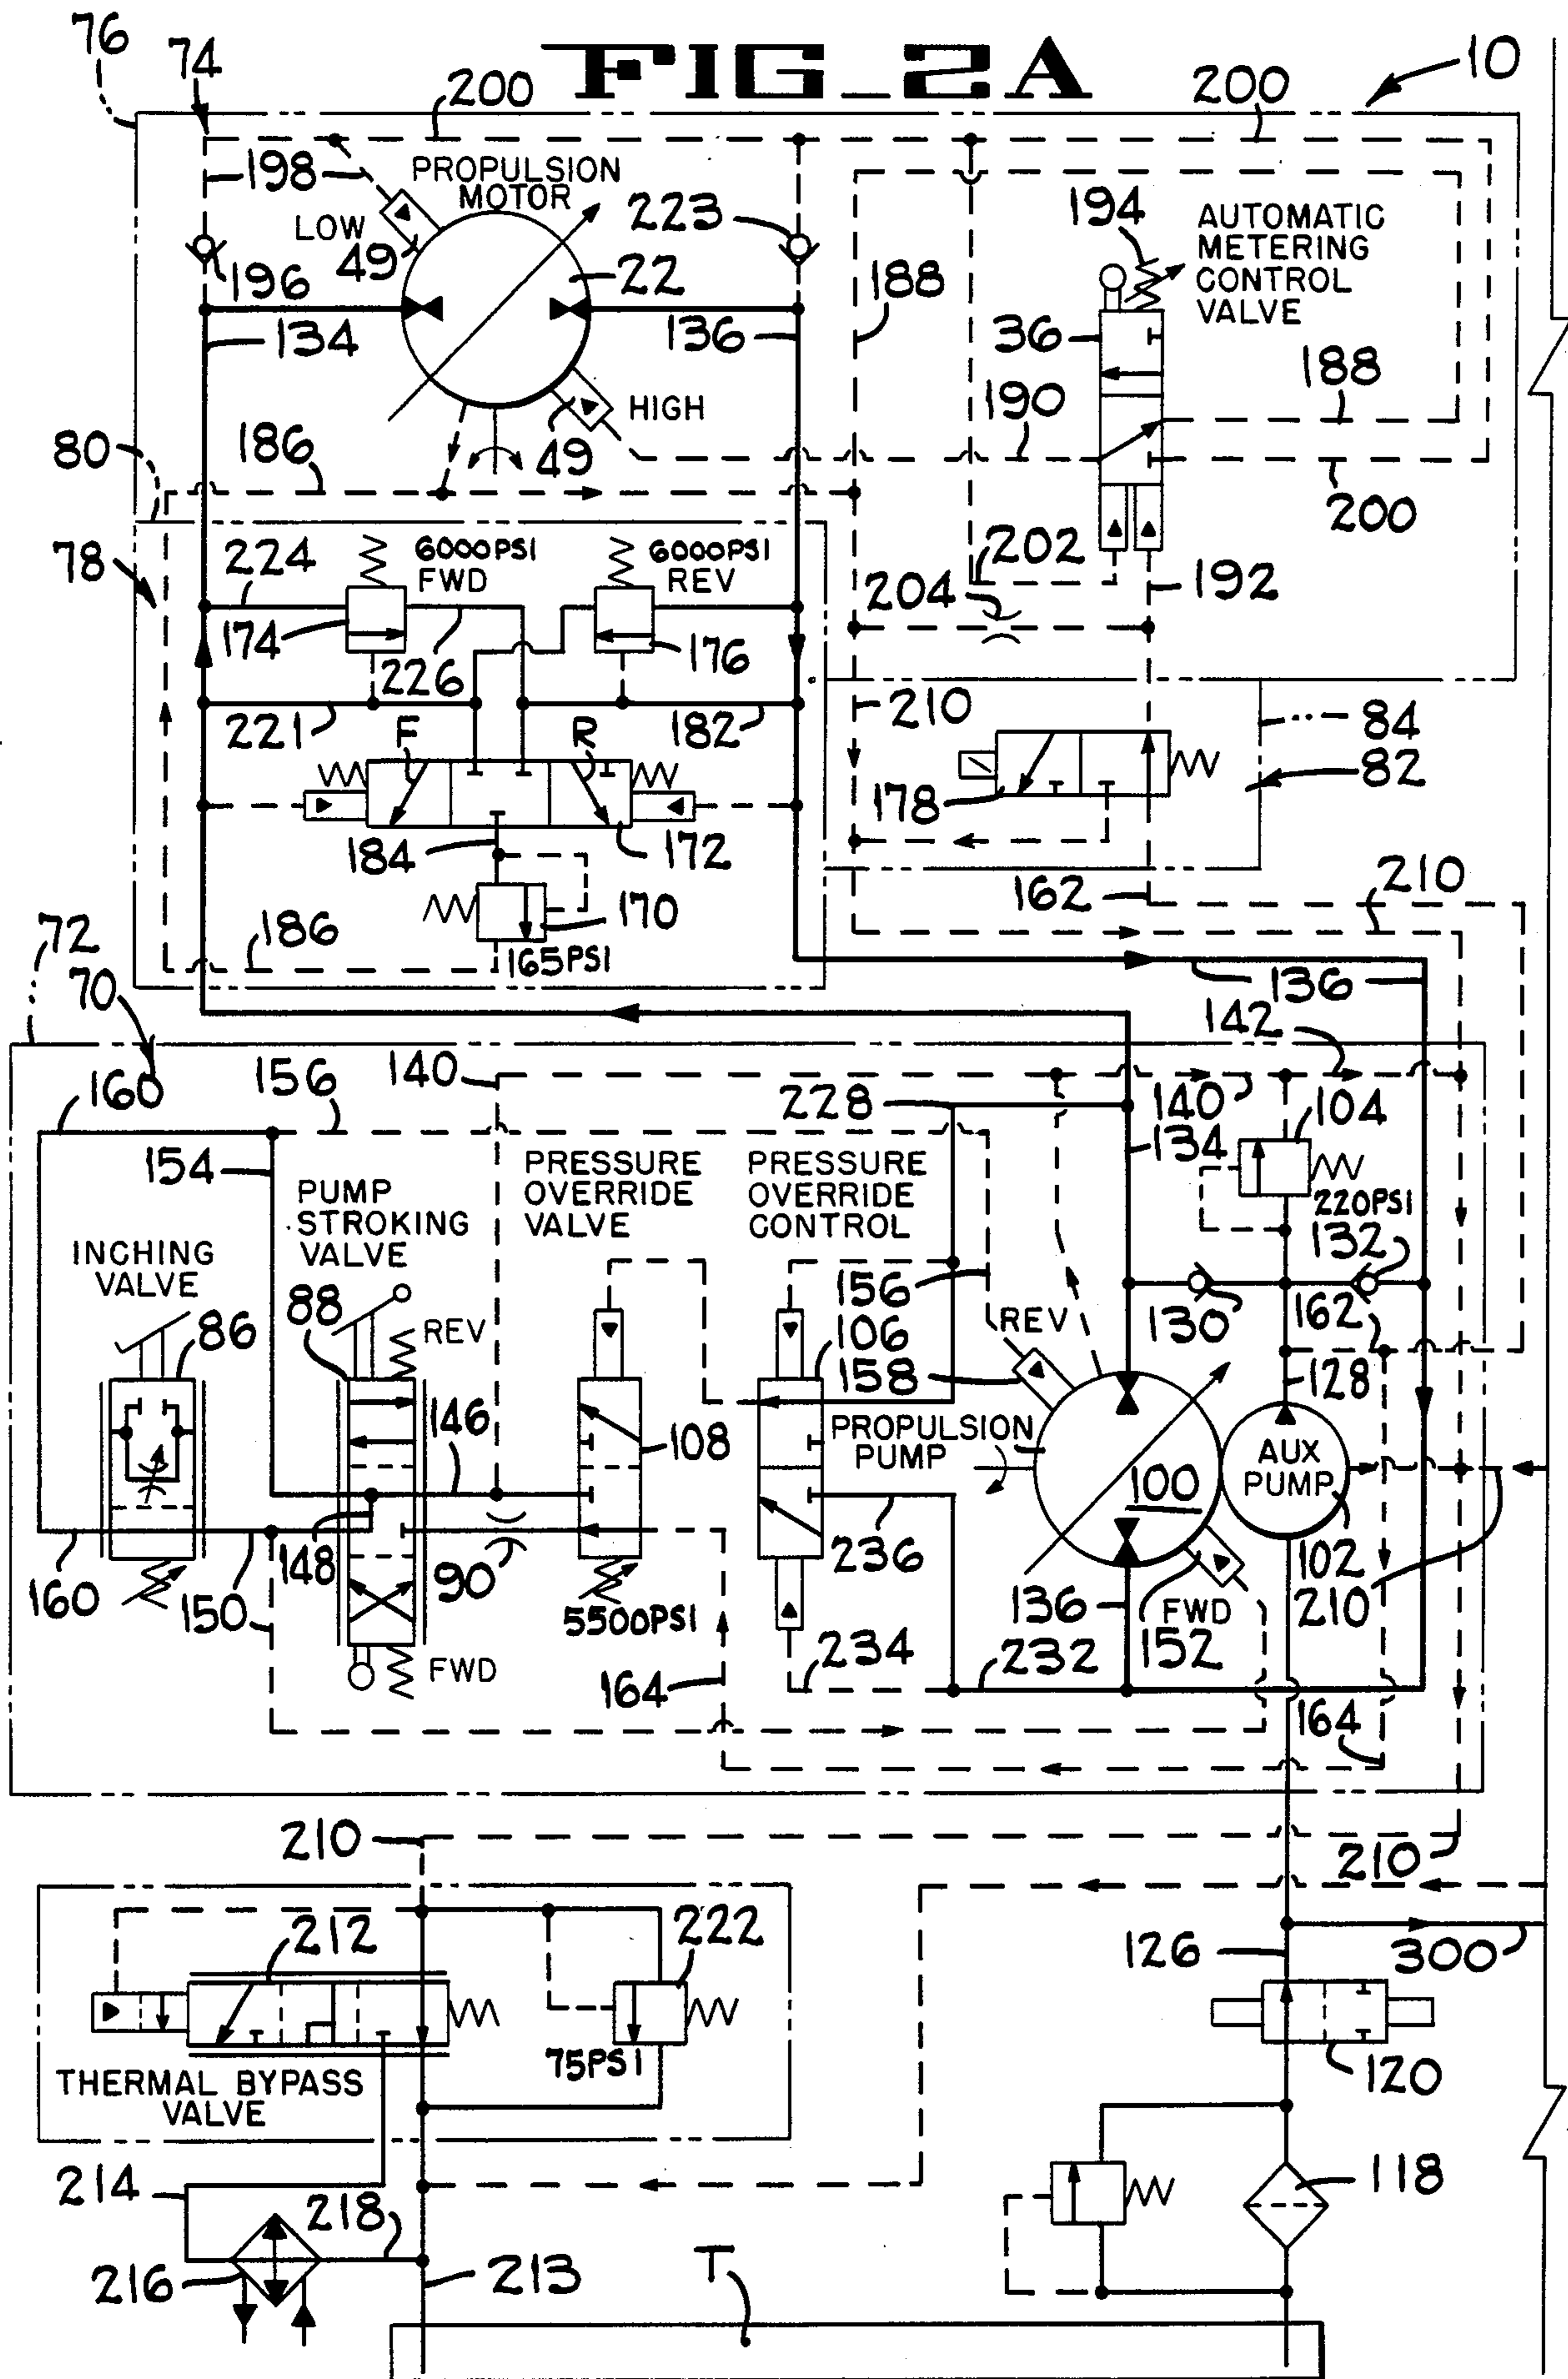 FIG_2A
76
74
200
200
10
198
PROPULSION
MOTOR
LOW
49
223
194
AUTOMATIC
METERING
CONTROL
VALVE
196
22
188
134
136
36
188
190
HIGH
49
80
186
200
78
224
6000PSI
FWD
6000PSI
REV
202
192
204
174
226
176
221
F
R
182
210
84
82
178
184
172
162
210
170
72
186
165PSI
70
136
142
160
156
140
228
140
104
154
134
PUMP
STROKING
VALVE
PRESSURE
OVERRIDE
VALVE
PRESSURE
OVERRIDE
CONTROL
220PSI
132
INCHING
VALVE
156
88
REV
86
REV
106
130
162
158
128
146
108
PROPULSION
PUMP
100
AUX
PUMP
236
148
90
102
160
150
5500PSI
136
FWD
152
210
FWD
164
234
232
164
210
210
212
222
126
300
75PSI
120
THERMAL BYPASS
VALVE
214
218
118
216
213
T